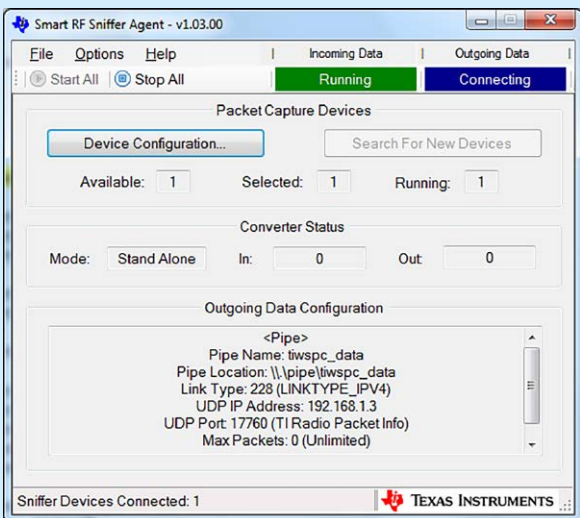 Smart RF Sniffer Agent - v1.03.00
File Options Help | Incoming Data | Outgoing Data |
Start All Stop All Running Connecting
Packet Capture Devices
Device Configuration... Search For New Devices
Available: 1 Selected: 1 Running: 1
Converter Status
Mode: Stand Alone In: 0 Out: 0
Outgoing Data Configuration
<Pipe>
Pipe Name: tiwspc_data
Pipe Location: \\.\pipe\tiwspc_data
Link Type: 228 (LINKTYPE_IPV4)
UDP IP Address: 192.168.1.3
UDP Port: 17760 (TI Radio Packet Info)
Max Packets: 0 (Unlimited)
Sniffer Devices Connected: 1 TEXAS INSTRUMENTS